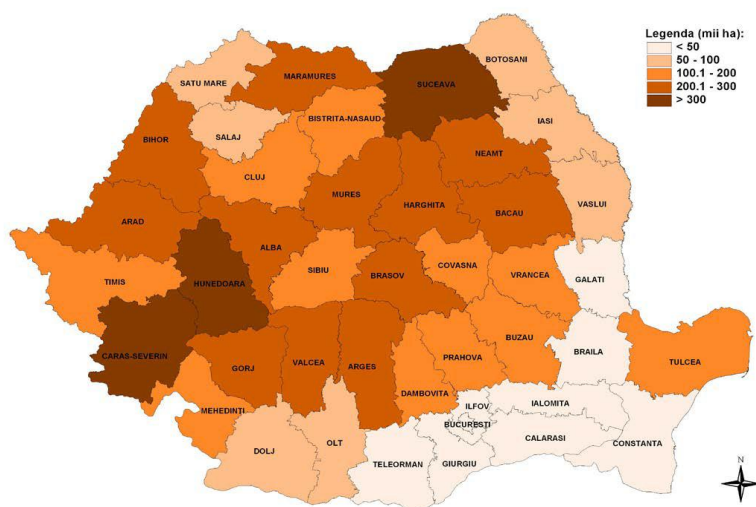 Legenda (mii ha):
< 50
50 - 100
100.1 - 200
200.1 - 300
> 300
BOTOSANI
SATU MARE
MARAMURES
SUCEAVA
BISTRITA-NASAUD
IASI
SALAJ
BIHOR
NEAMT
CLUJ
MURES
HARGHITA
VASLUI
BACAU
ARAD
ALBA
SIBIU
BRASOV
COVASNA
VRANCEA
GALATI
TIMIS
HUNEDOARA
BUZAU
BRAILA
CARAS-SEVERIN
GORJ
VALCEA
ARGES
PRAHOVA
TULCEA
DAMBOVITA
MEHEDINTI
ILFOV
IALOMITA
BUCURESTI
CALARASI
CONSTANTA
DOLJ
OLT
TELEORMAN
GIURGIU
N